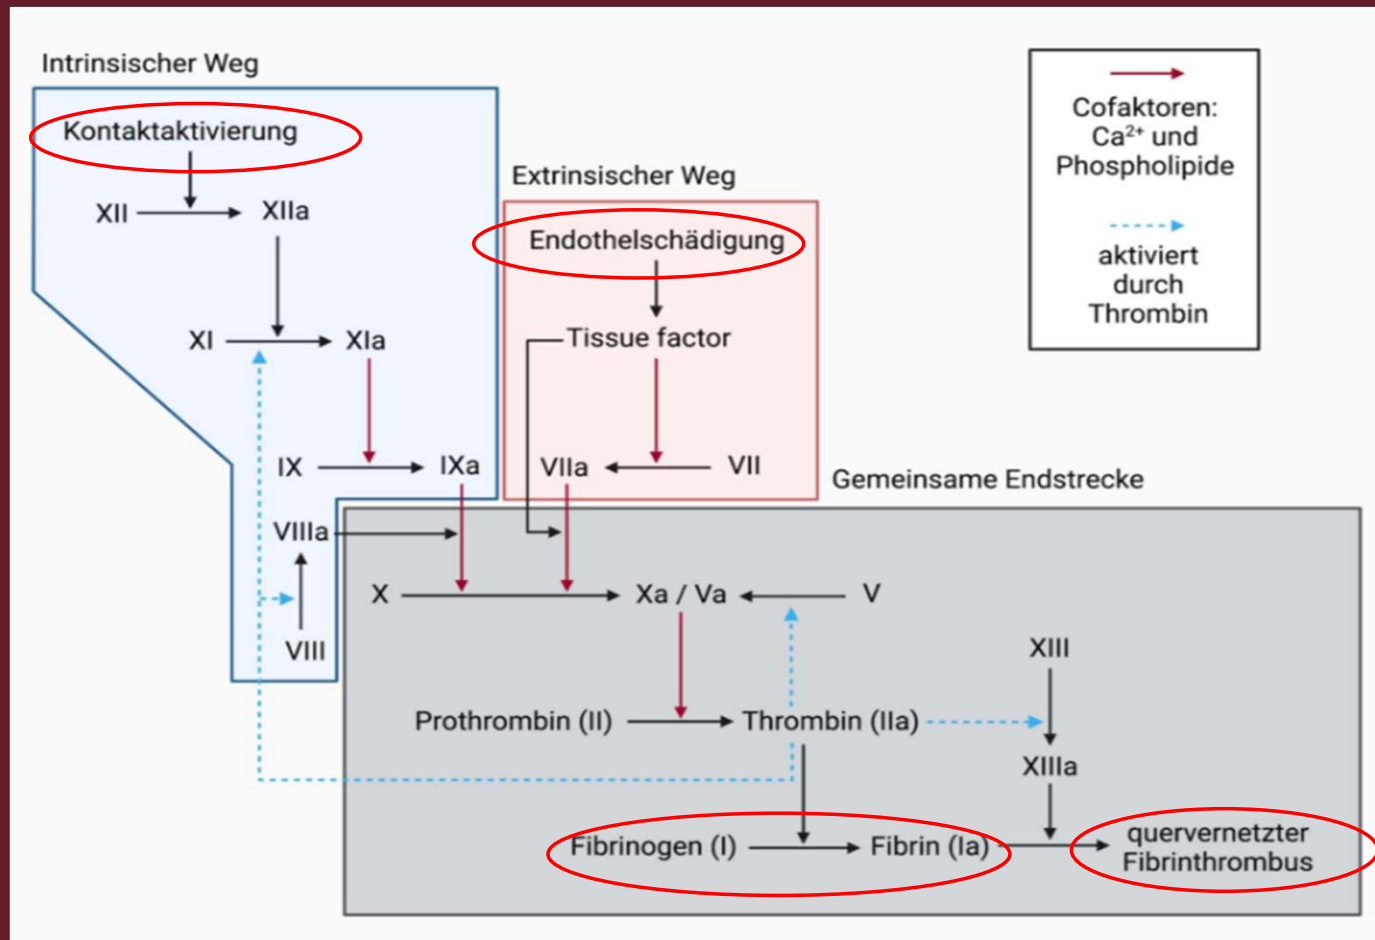 Intrinsischer Weg
Kontaktaktivierung
XII
XIIa
XI
XIa
IX
IXa
VIIIa
VIII
Extrinsischer Weg
Endothelschädigung
Tissue factor
VIIa
VII
Cofaktoren:
Ca²⁺ und
Phospholipide
aktiviert
durch
Thrombin
Gemeinsame Endstrecke
X
Xa / Va
V
Prothrombin (II)
Thrombin (IIa)
XIII
XIIIa
Fibrinogen (I)
Fibrin (Ia)
quervernetzter
Fibrinthrombus